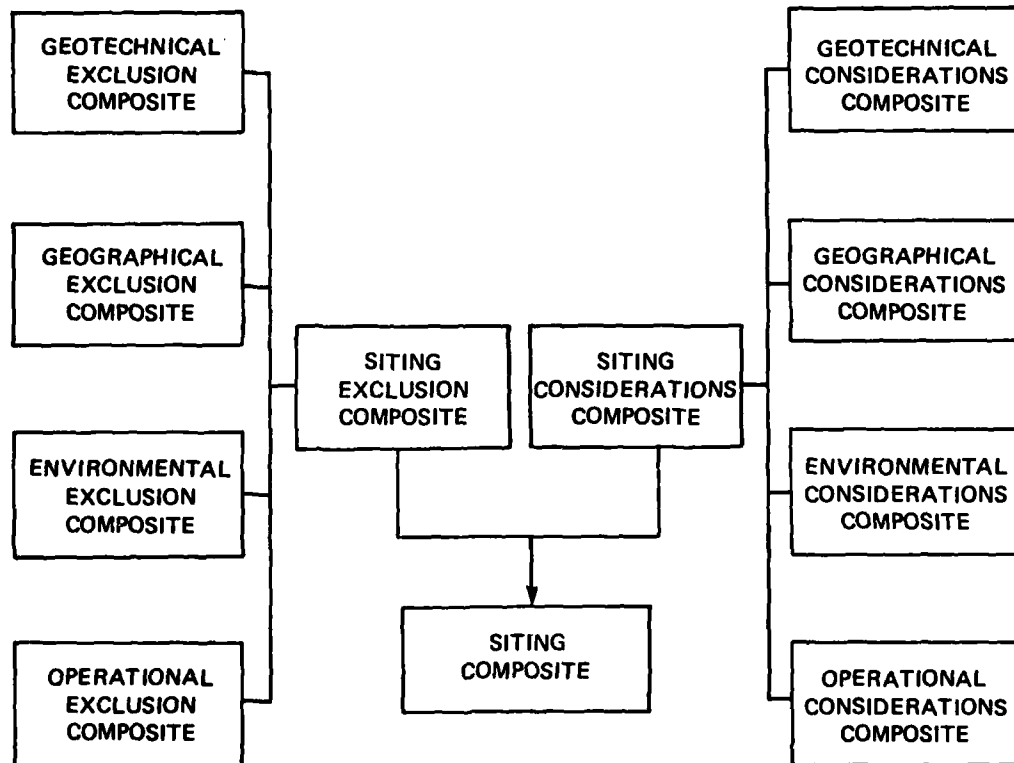 GEOTECHNICAL
EXCLUSION
COMPOSITE
GEOGRAPHICAL
EXCLUSION
COMPOSITE
ENVIRONMENTAL
EXCLUSION
COMPOSITE
OPERATIONAL
EXCLUSION
COMPOSITE
SITING
EXCLUSION
COMPOSITE
SITING
CONSIDERATIONS
COMPOSITE
SITING
COMPOSITE
GEOTECHNICAL
CONSIDERATIONS
COMPOSITE
GEOGRAPHICAL
CONSIDERATIONS
COMPOSITE
ENVIRONMENTAL
CONSIDERATIONS
COMPOSITE
OPERATIONAL
CONSIDERATIONS
COMPOSITE